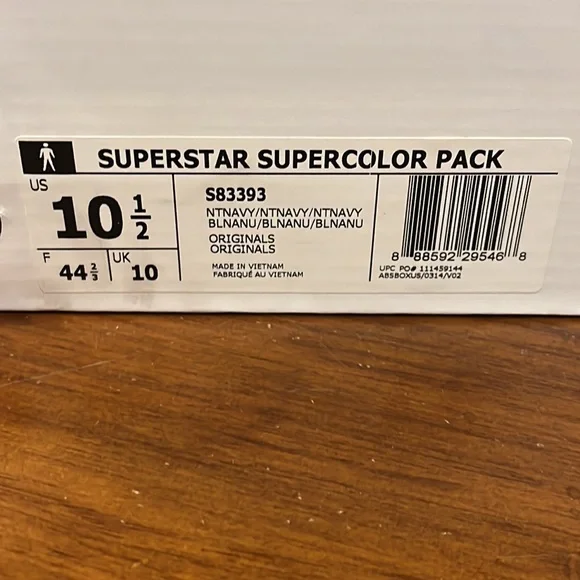 SUPERSTAR SUPERCOLOR PACK
US
10 1/2
F
44 2/3
UK
10
S83393
NTNAVY/NTNAVY/NTNAVY
BLNANU/BLNANU/BLNANU
ORIGINALS
ORIGINALS
MADE IN VIETNAM
FABRIQUÉ AU VIETNAM
8 88592 29546 8
UPC PO# 111459144
ABSBOXUS/0314/V02